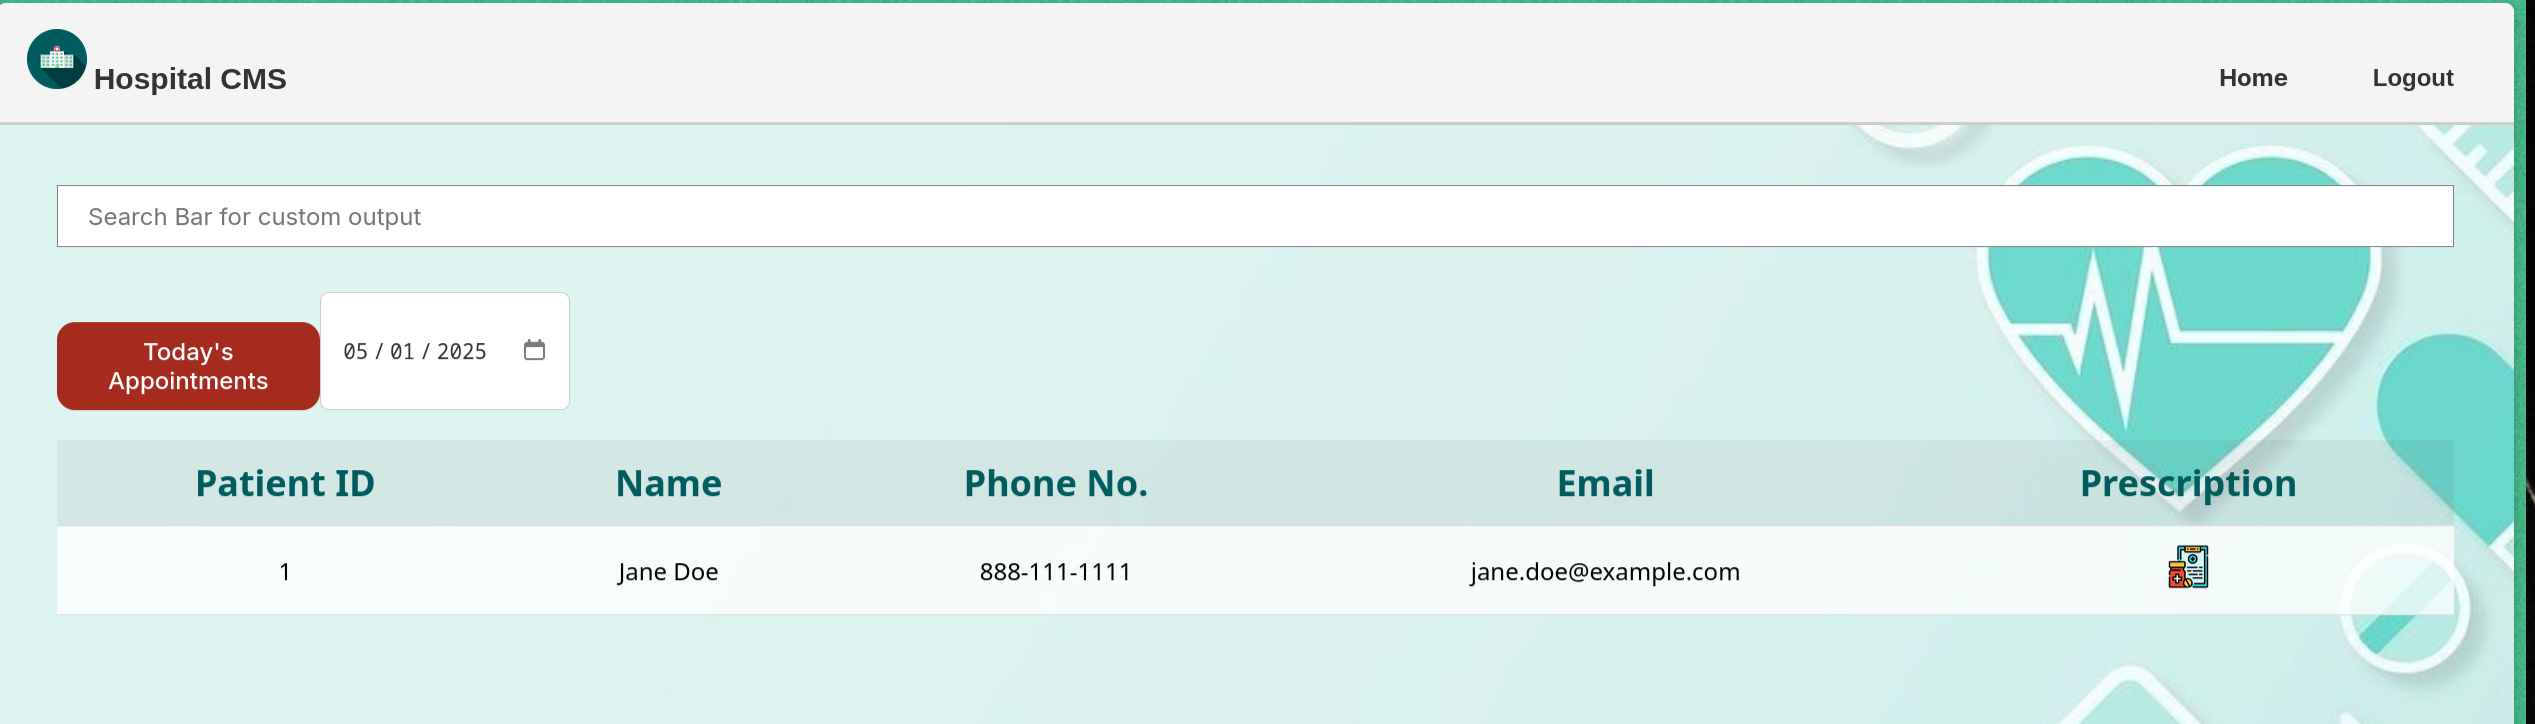 Hospital CMS
Home
Logout
Search Bar for custom output
Today's
Appointments
05 / 01 / 2025
Patient ID
Name
Phone No.
Email
Prescription
1
Jane Doe
888-111-1111
jane.doe@example.com